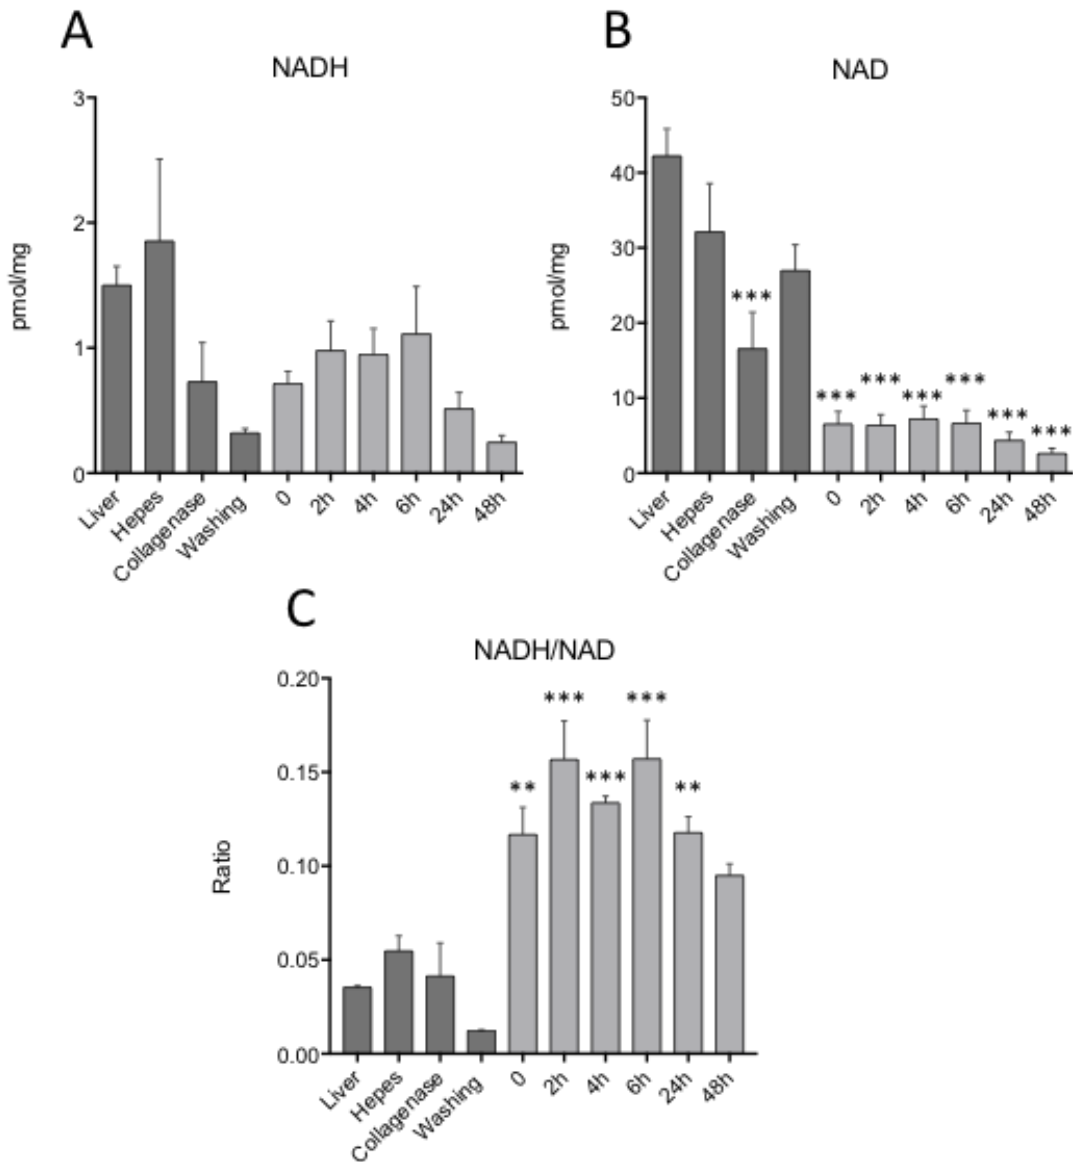 A
NADH
pmol/mg
3
2
1
0
Liver
Hepes
Collagenase
Washing
0
2h
4h
6h
24h
48h
B
NAD
pmol/mg
50
40
30
20
10
0
***
***
***
***
***
***
***
Liver
Hepes
Collagenase
Washing
0
2h
4h
6h
24h
48h
C
NADH/NAD
Ratio
0.20
0.15
0.10
0.05
0.00
**
***
***
***
**
Liver
Hepes
Collagenase
Washing
0
2h
4h
6h
24h
48h